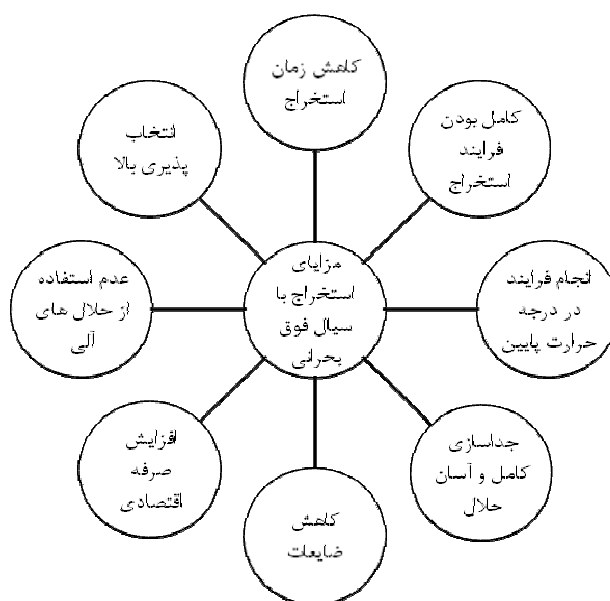 کاهش زمان
استخراج
کامل بودن
فرایند
استخراج
انجام فرایند
در درجه
حرارت پایین
جداسازی
کامل و آسان
حلال
کاهش
ضایعات
افزایش
صرفه
اقتصادی
عدم استفاده
از حلال های
آلی
انتخاب
پذیری بالا
مزایای
استخراج با
سیال فوق
بحرانی